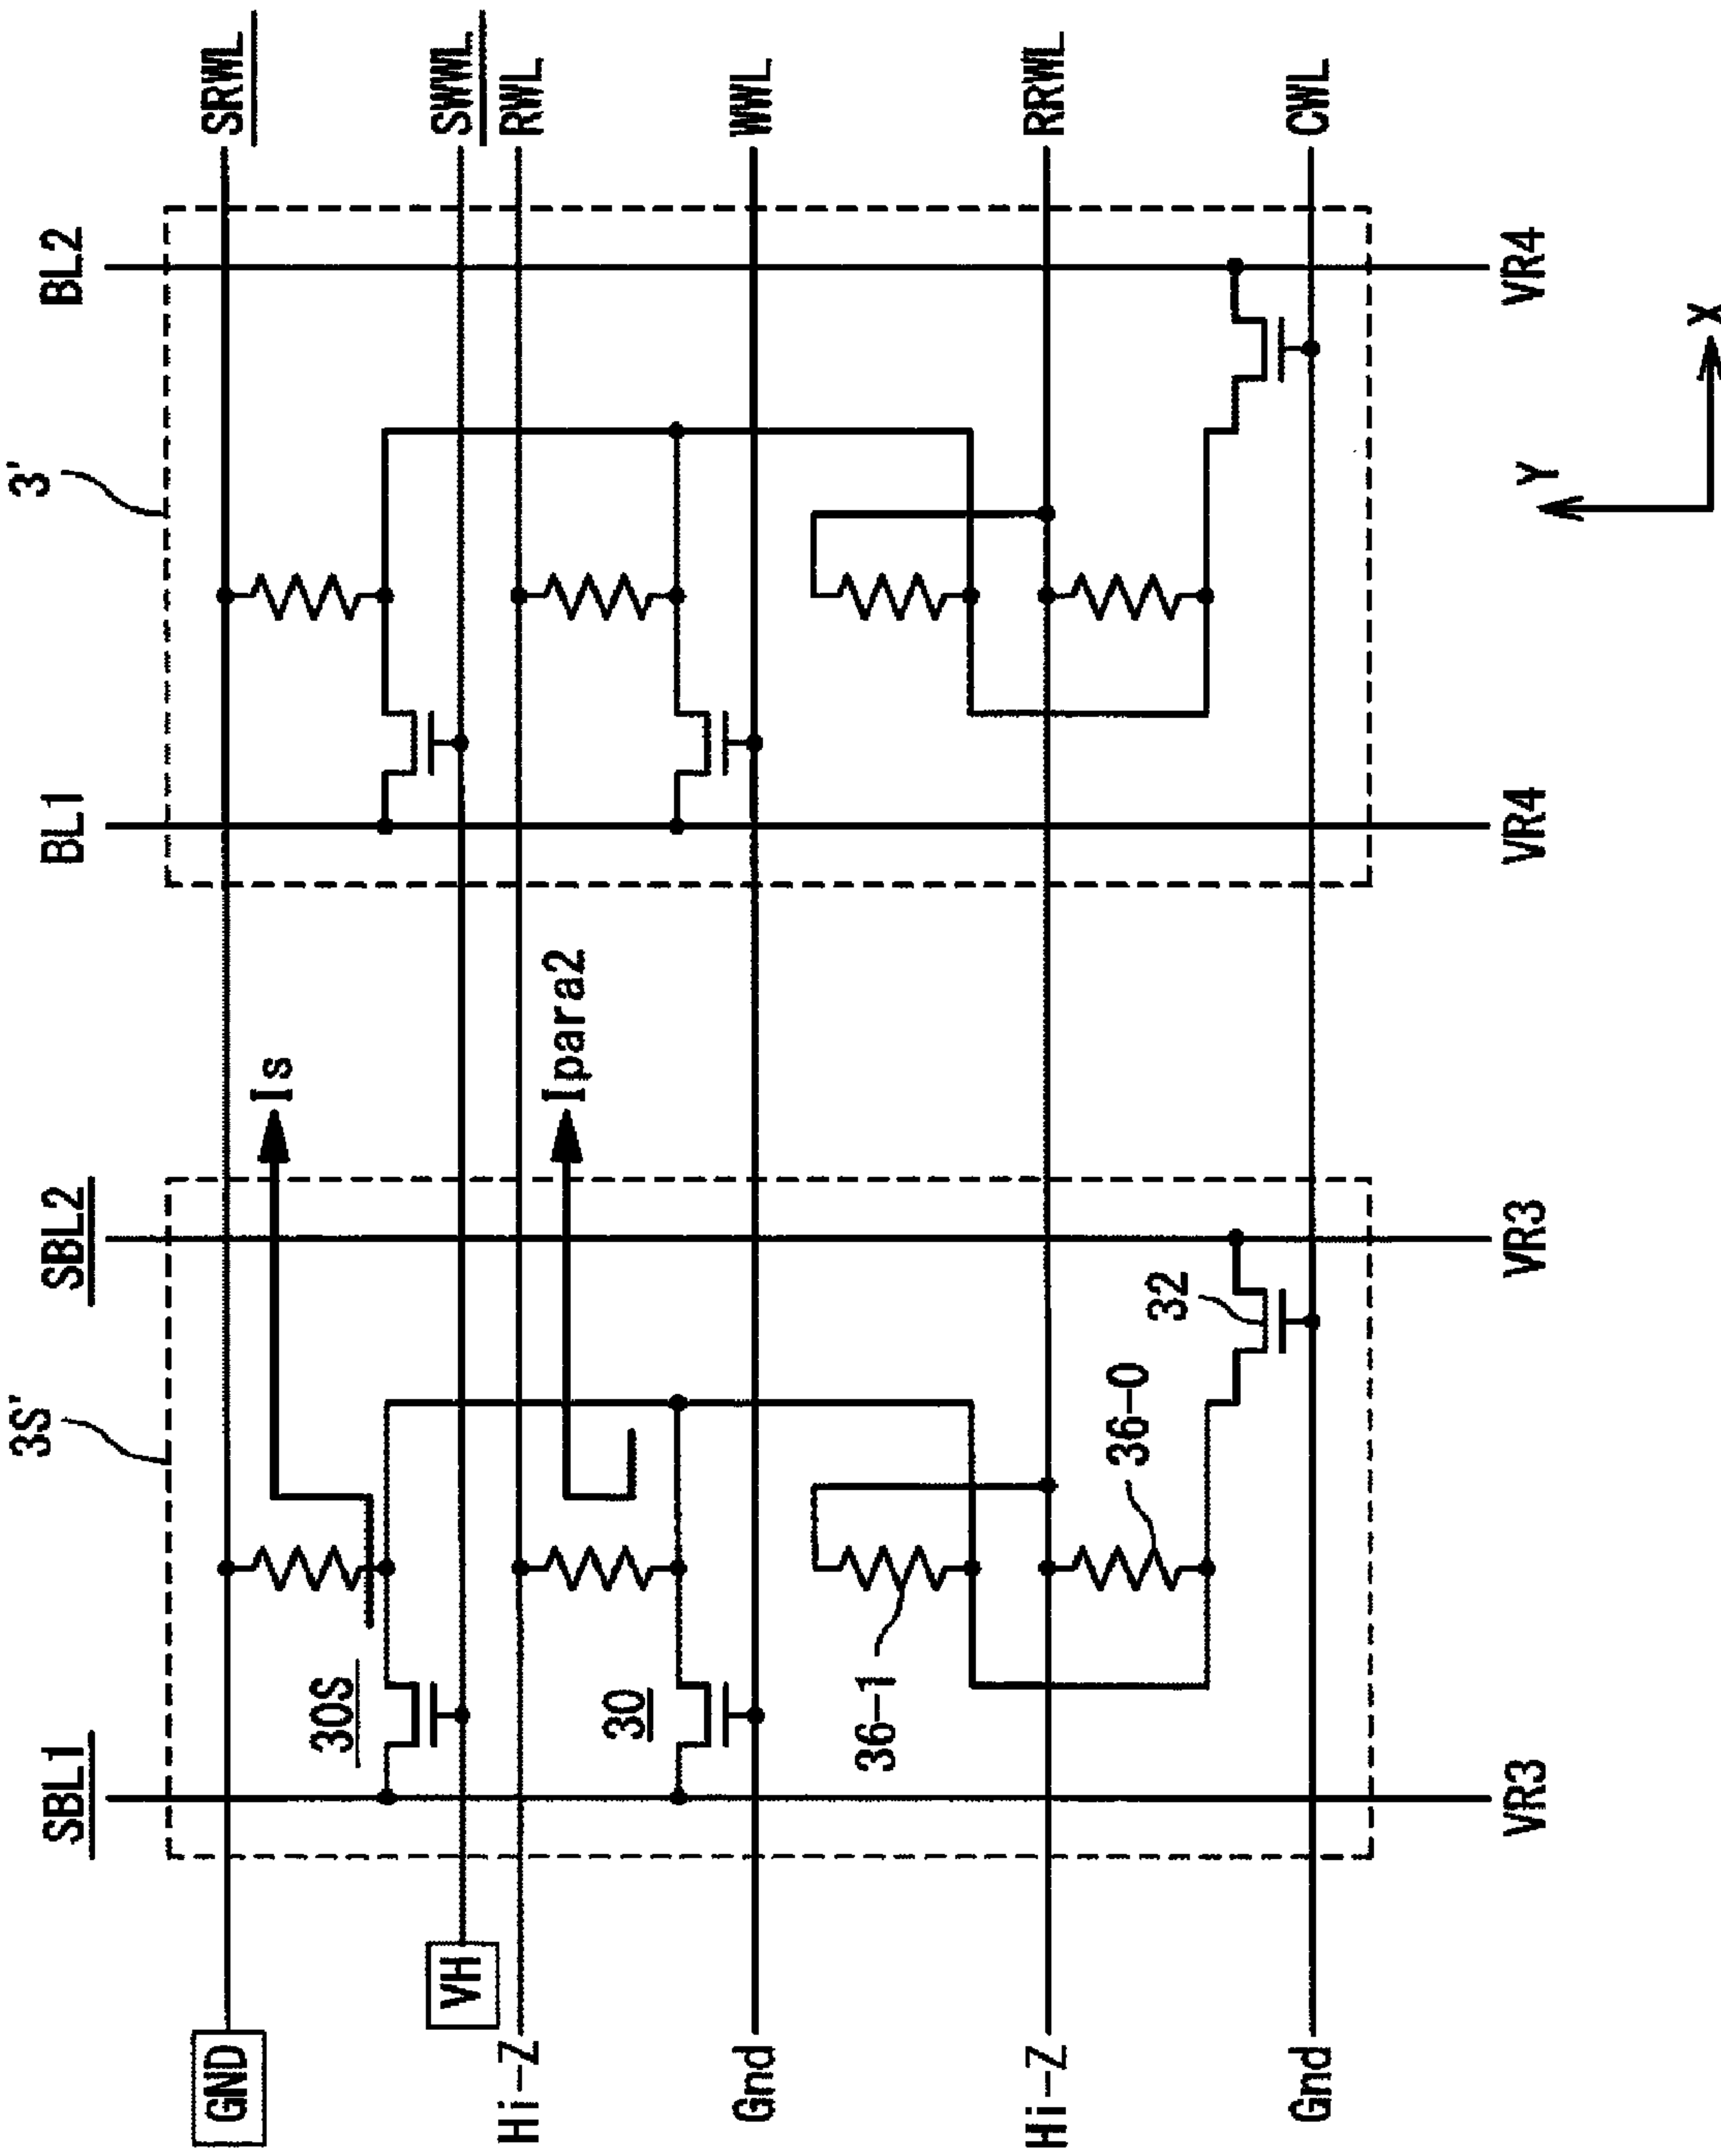 3S'
3'
SBL1
SBL2
BL1
BL2
GND
SRWL
Is
30S
VH
SWWL
Hi-Z
RWL
Ipara2
30
Gnd
WWL
36-1
Hi-Z
RRWL
36-0
32
Gnd
CWL
VR3
VR3
VR4
VR4
Y
X